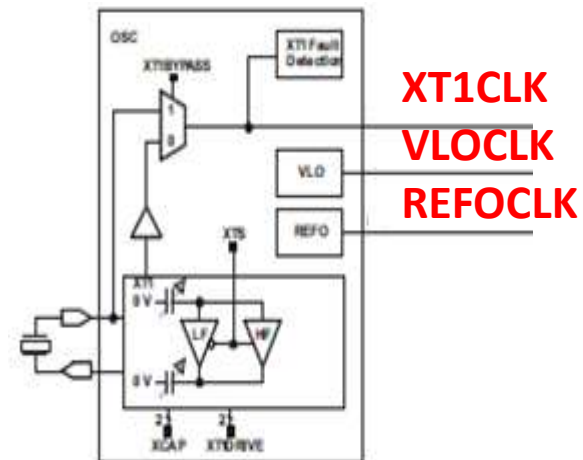 OSC
XT1 Fault
Detection
XT1BYPASS
1
0
XT1CLK
VLOCLK
VLO
REFOCLK
REFO
XTS
XT1
0 V
LF
HF
0 V
2
2
XCAP
XT1DRIVE